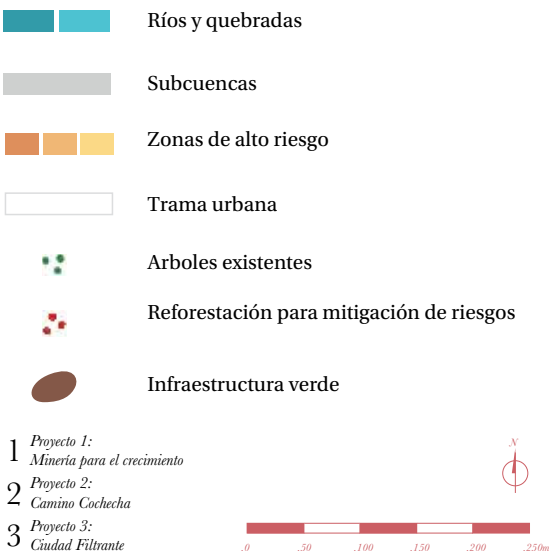 Ríos y quebradas
Subcuencas
Zonas de alto riesgo
Trama urbana
Arboles existentes
Reforestación para mitigación de riesgos
Infraestructura verde
1 Proyecto 1:
Minería para el crecimiento
2 Proyecto 2:
Camino Cochecha
3 Proyecto 3:
Ciudad Filtrante
N
.0 .50 .100 .150 .200 .250m